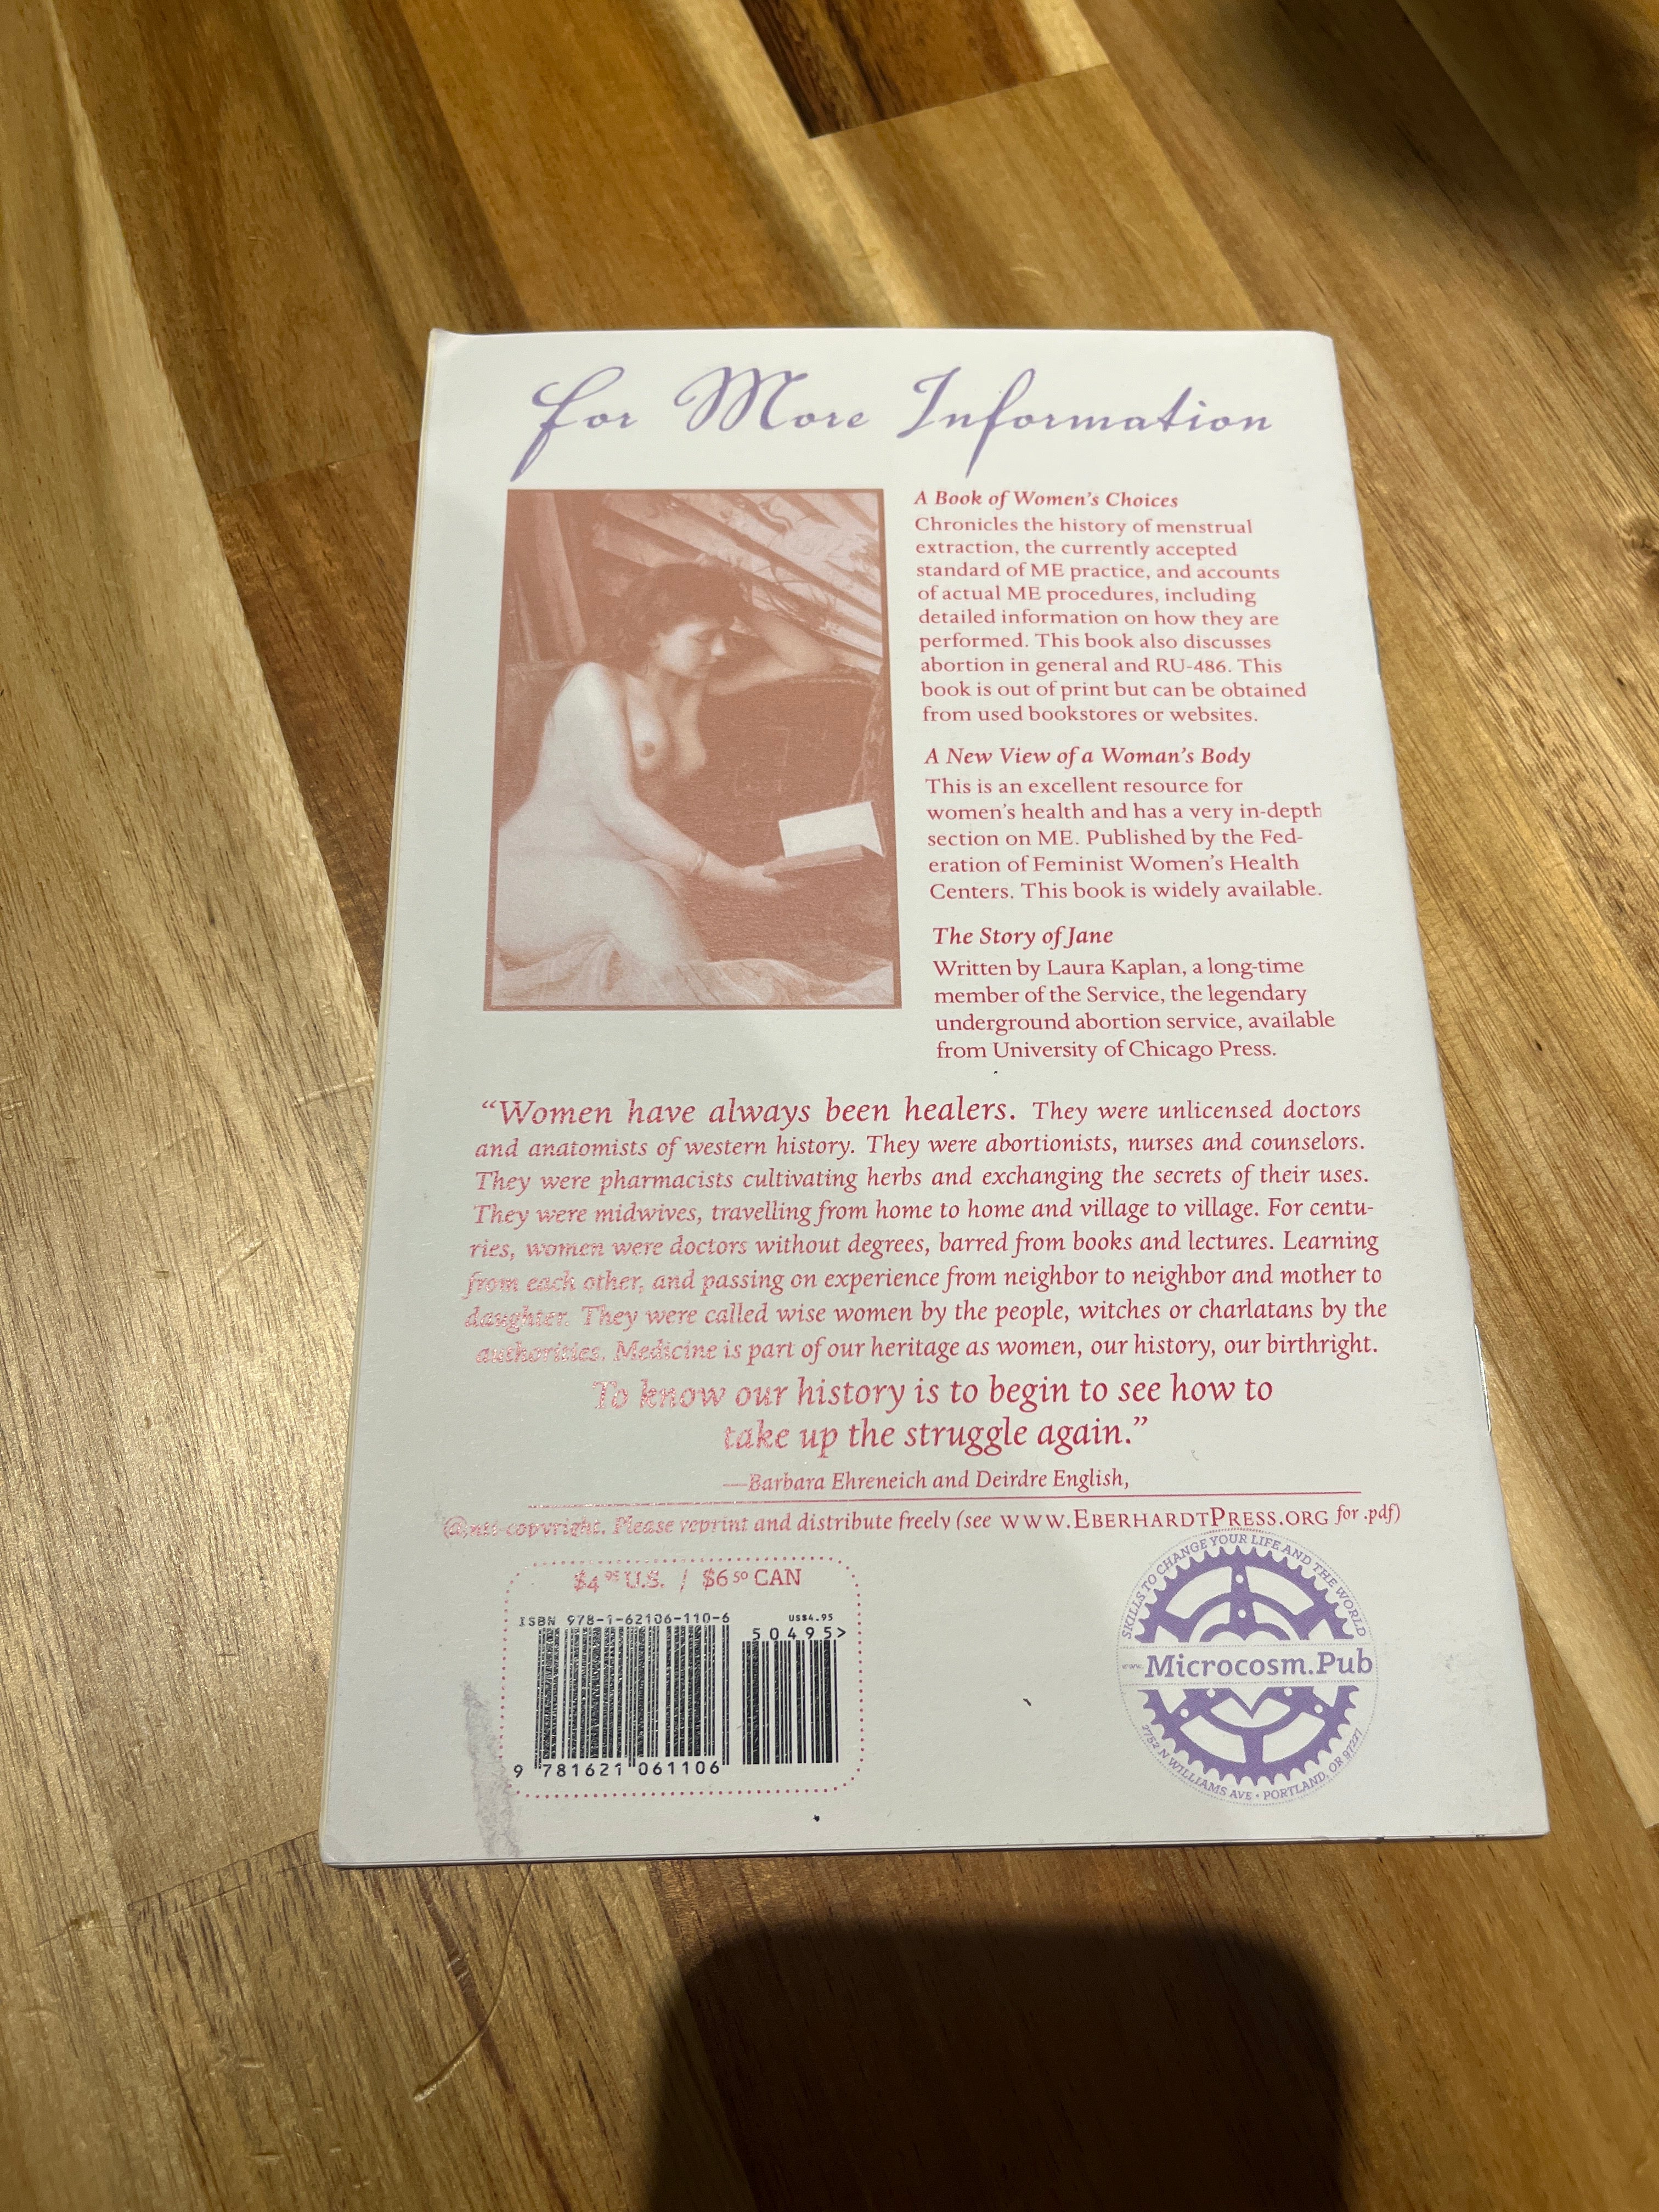 for More Information
A Book of Women's Choices
Chronicles the history of menstrual
extraction, the currently accepted
standard of ME practice, and accounts
of actual ME procedures, including
detailed information on how they are
performed. This book also discusses
abortion in general and RU-486. This
book is out of print but can be obtained
from used bookstores or websites.
A New View of a Woman's Body
This is an excellent resource for
women's health and has a very in-depth
section on ME. Published by the Fed-
eration of Feminist Women's Health
Centers. This book is widely available.
The Story of Jane
Written by Laura Kaplan, a long-time
member of the Service, the legendary
underground abortion service, available
from University of Chicago Press.
“Women have always been healers. They were unlicensed doctors
and anatomists of western history. They were abortionists, nurses and counselors.
They were pharmacists cultivating herbs and exchanging the secrets of their uses.
They were midwives, travelling from home to home and village to village. For centu-
ries, women were doctors without degrees, barred from books and lectures. Learning
from each other, and passing on experience from neighbor to neighbor and mother to
daughter. They were called wise women by the people, witches or charlatans by the
authorities. Medicine is part of our heritage as women, our history, our birthright.
To know our history is to begin to see how to
take up the struggle again.”
—Barbara Ehreneich and Deirdre English,
@nti-copyright. Please reprint and distribute freely (see www.EberhardtPress.org for .pdf)
$4.95 U.S. / $6.50 CAN
ISBN 978-1-62106-110-6
US$4.95
50495>
9 781621 061106
SKILLS TO CHANGE YOUR LIFE AND THE WORLD
www.Microcosm.Pub
2752 N WILLIAMS AVE • PORTLAND, OR 97227